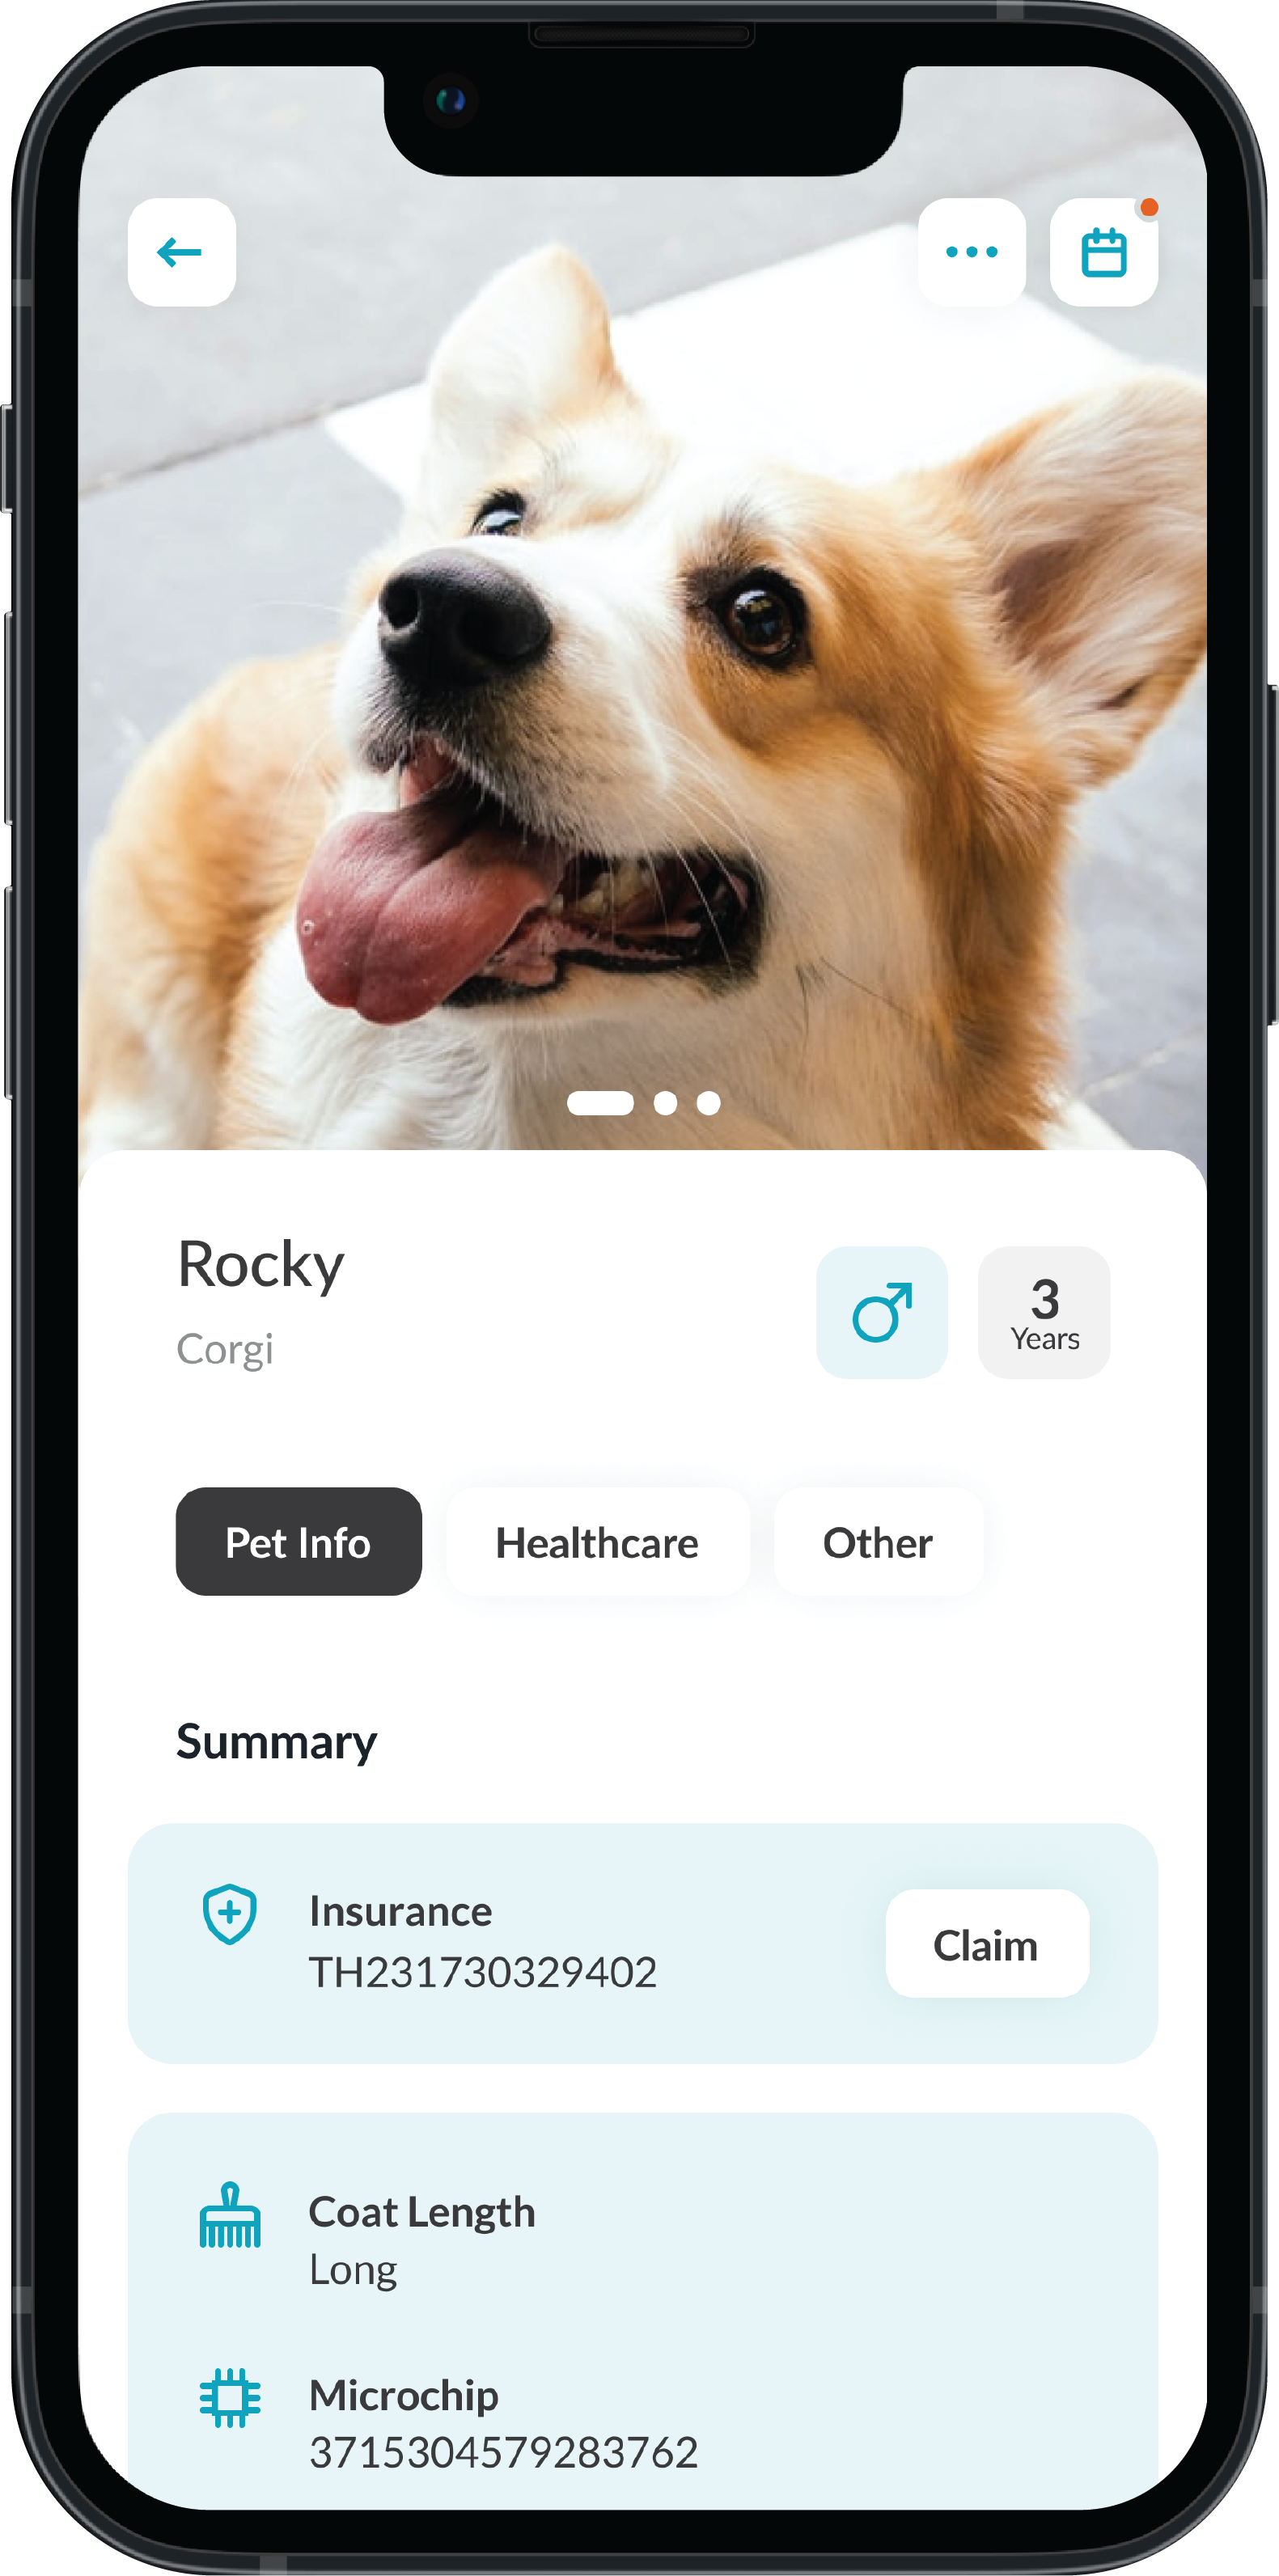 Rocky
Corgi
3
Years
Pet Info
Healthcare
Other
Summary
Insurance
TH231730329402
Claim
Coat Length
Long
Microchip
3715304579283762